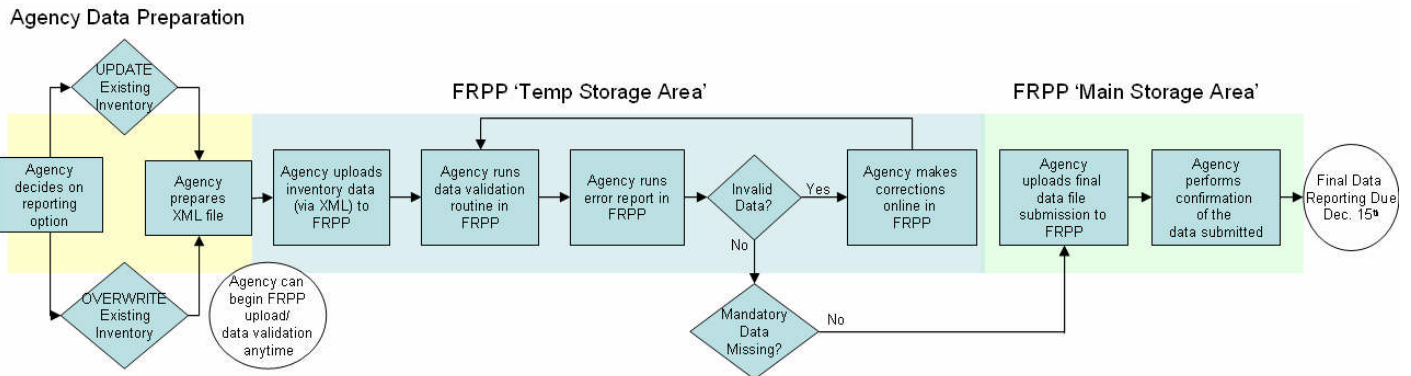 Agency Data Preparation
UPDATE
Existing
Inventory
FRPP 'Temp Storage Area'
FRPP 'Main Storage Area'
Agency
decides on
reporting
option
Agency
prepares
XML file
Agency uploads
inventory data
(via XML) to
FRPP
Agency runs
data validation
routine in
FRPP
Agency runs
error report in
FRPP
Invalid
Data?
Yes
Agency makes
corrections
online in
FRPP
Agency
uploads final
data file
submission to
FRPP
Agency
performs
confirmation
of the
data submitted
Final Data
Reporting Due
Dec. 15th
No
OVERWRITE
Existing
Inventory
Agency can
begin FRPP
upload/
data validation
anytime
Mandatory
Data
Missing?
No